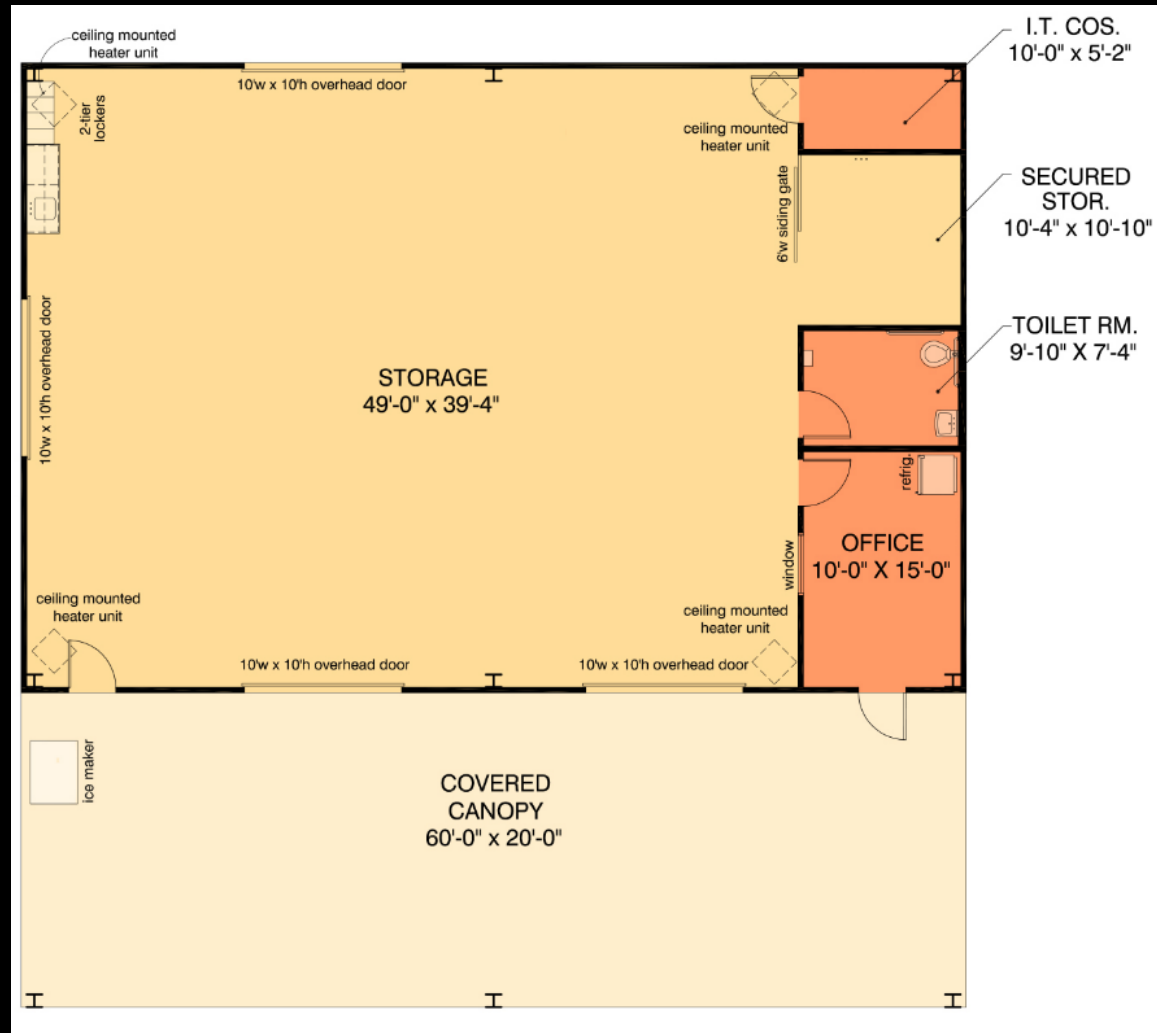 ceiling mounted
heater unit
I.T. COS.
10'-0" x 5'-2"
10'w x 10'h overhead door
2-tier
lockers
ceiling mounted
heater unit
6'w siding gate
SECURED
STOR.
10'-4" x 10'-10"
10'w x 10'h overhead door
TOILET RM.
9'-10" X 7'-4"
STORAGE
49'-0" x 39'-4"
refrig.
OFFICE
10'-0" X 15'-0"
window
ceiling mounted
heater unit
ceiling mounted
heater unit
10'w x 10'h overhead door
10'w x 10'h overhead door
ice maker
COVERED
CANOPY
60'-0" x 20'-0"